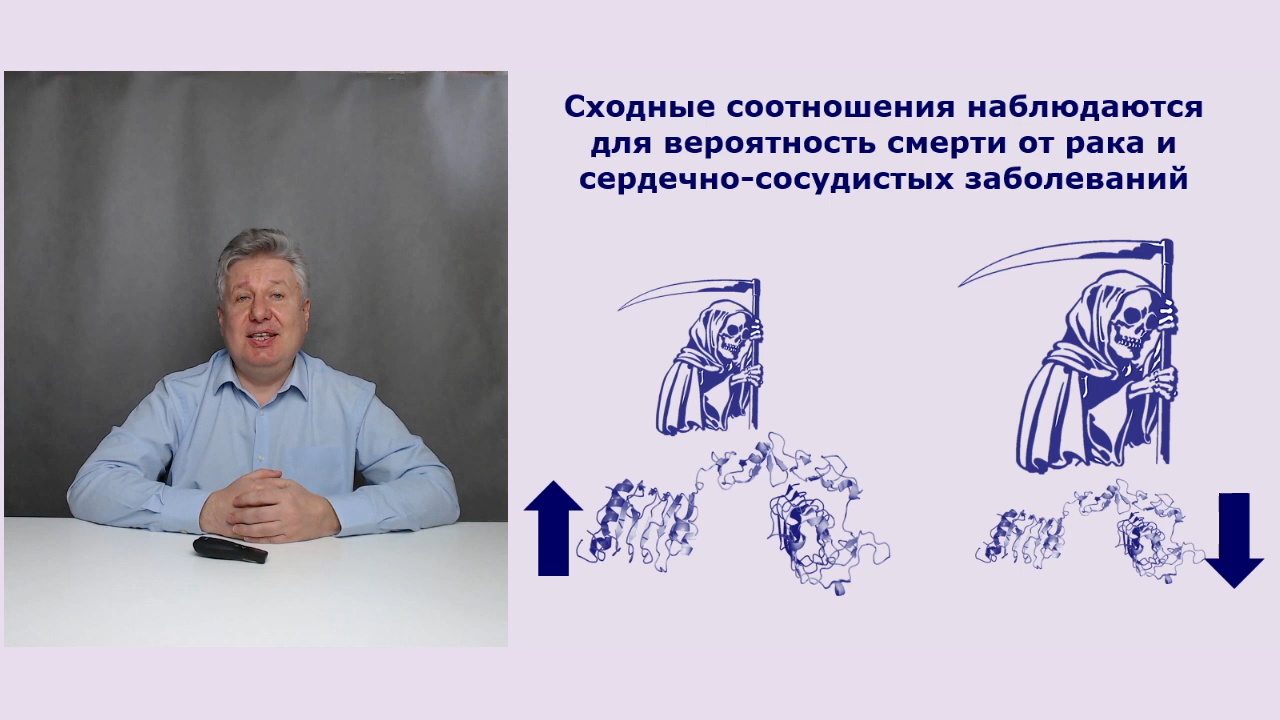 Сходные соотношения наблюдаются
для вероятность смерти от рака и
сердечно-сосудистых заболеваний